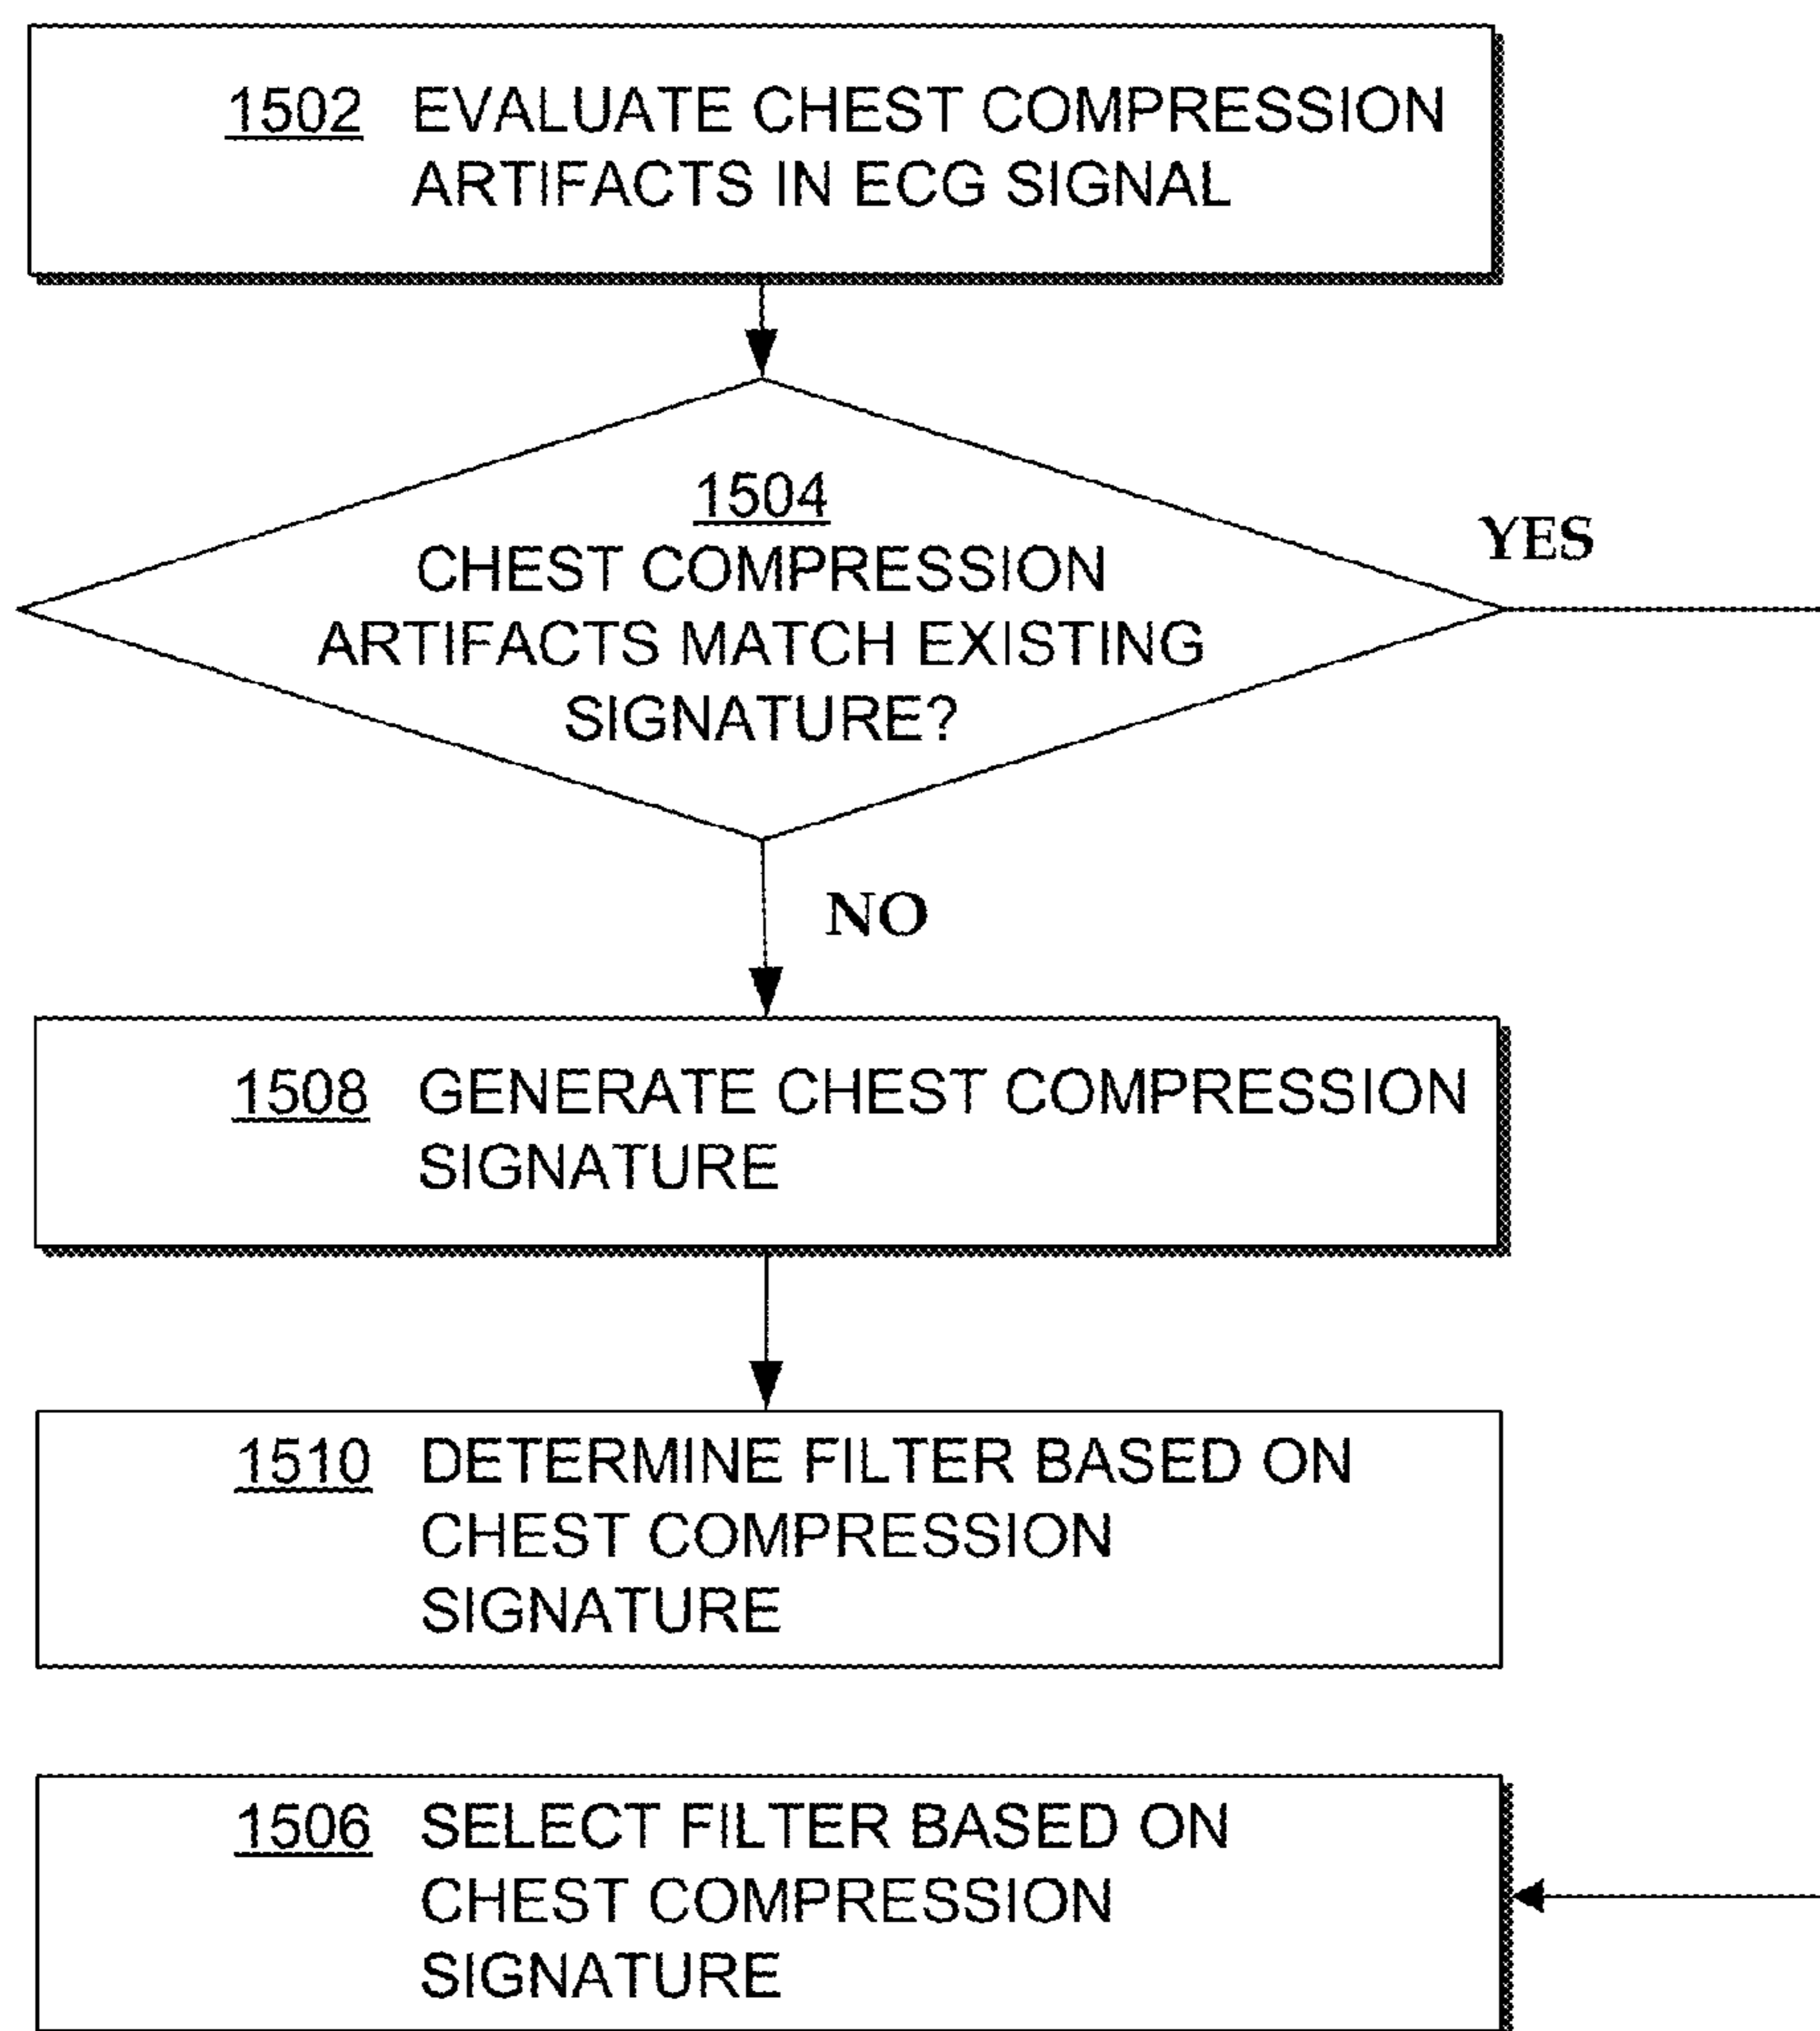 1502 EVALUATE CHEST COMPRESSION
ARTIFACTS IN ECG SIGNAL
1504
CHEST COMPRESSION
ARTIFACTS MATCH EXISTING
SIGNATURE?
YES
NO
1508 GENERATE CHEST COMPRESSION
SIGNATURE
1510 DETERMINE FILTER BASED ON
CHEST COMPRESSION
SIGNATURE
1506 SELECT FILTER BASED ON
CHEST COMPRESSION
SIGNATURE